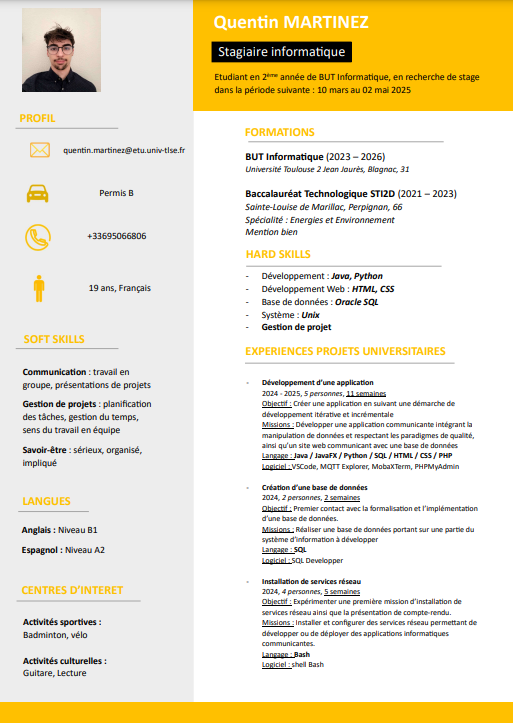 Quentin MARTINEZ
Stagiaire informatique
Etudiant en 2ème année de BUT Informatique, en recherche de stage
dans la période suivante : 10 mars au 02 mai 2025
PROFIL
quentin.martinez@etu.univ-tlse.fr
Permis B
+33695066806
19 ans, Français
SOFT SKILLS
Communication : travail en
groupe, présentations de projets
Gestion de projets : planification
des tâches, gestion du temps,
sens du travail en équipe
Savoir-être : sérieux, organisé,
impliqué
LANGUES
Anglais : Niveau B1
Espagnol : Niveau A2
CENTRES D'INTERET
Activités sportives :
Badminton, vélo
Activités culturelles :
Guitare, Lecture
FORMATIONS
BUT Informatique (2023 – 2026)
Université Toulouse 2 Jean Jaurès, Blagnac, 31
Baccalauréat Technologique STI2D (2021 – 2023)
Sainte-Louise de Marillac, Perpignan, 66
Spécialité : Energies et Environnement
Mention bien
HARD SKILLS
- Développement : Java, Python
- Développement Web : HTML, CSS
- Base de données : Oracle SQL
- Système : Unix
- Gestion de projet
EXPERIENCES PROJETS UNIVERSITAIRES
- Développement d'une application
2024 - 2025, 5 personnes, 11 semaines
Objectif : Créer une application en suivant une démarche de
développement itérative et incrémentale
Missions : Développer une application communicante intégrant la
manipulation de données et respectant les paradigmes de qualité,
ainsi qu'un site web communicant avec une base de données
Langage : Java / JavaFX / Python / SQL / HTML / CSS / PHP
Logiciel : VSCode, MQTT Explorer, MobaXTerm, PHPMyAdmin
- Création d'une base de données
2024, 2 personnes, 2 semaines
Objectif : Premier contact avec la formalisation et l'implémentation
d'une base de données.
Missions : Réaliser une base de données portant sur une partie du
système d'information à développer
Langage : SQL
Logiciel : SQL Developper
- Installation de services réseau
2024, 4 personnes, 5 semaines
Objectif : Expérimenter une première mission d'installation de
services réseau ainsi que la présentation de compte-rendu.
Missions : Installer et configurer des services réseau permettant de
développer ou de déployer des applications informatiques
communicantes.
Langage : Bash
Logiciel : shell Bash